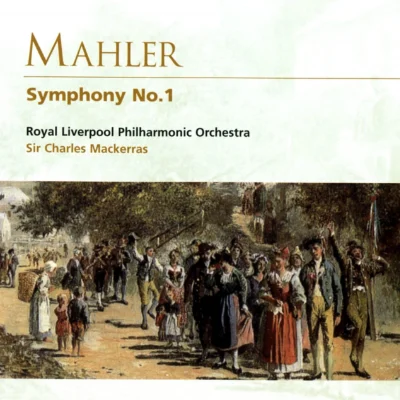 MAHLER
Symphony No.1
Royal Liverpool Philharmonic Orchestra
Sir Charles Mackerras